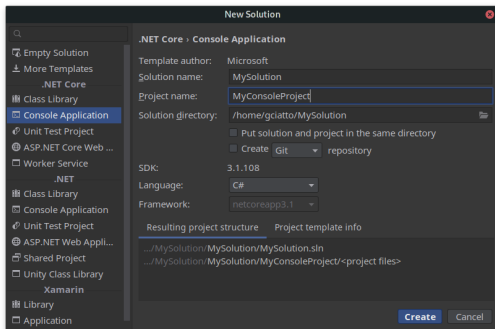 New Solution
Empty Solution
More Templates
.NET Core
Class Library
Console Application
Unit Test Project
ASP.NET Core Web ...
Worker Service
.NET
Class Library
Console Application
Unit Test Project
ASP.NET Web Appli...
Shared Project
Unity Class Library
Xamarin
Library
Application
.NET Core › Console Application
Template author: Microsoft
Solution name: MySolution
Project name: MyConsoleProject
Solution directory: /home/gciatto/MySolution
Put solution and project in the same directory
Create Git repository
SDK: 3.1.108
Language: C#
Framework: netcoreapp3.1
Resulting project structure Project template info
.../MySolution/MySolution/MySolution.sln
.../MySolution/MySolution/MyConsoleProject/<project files>
Create Cancel